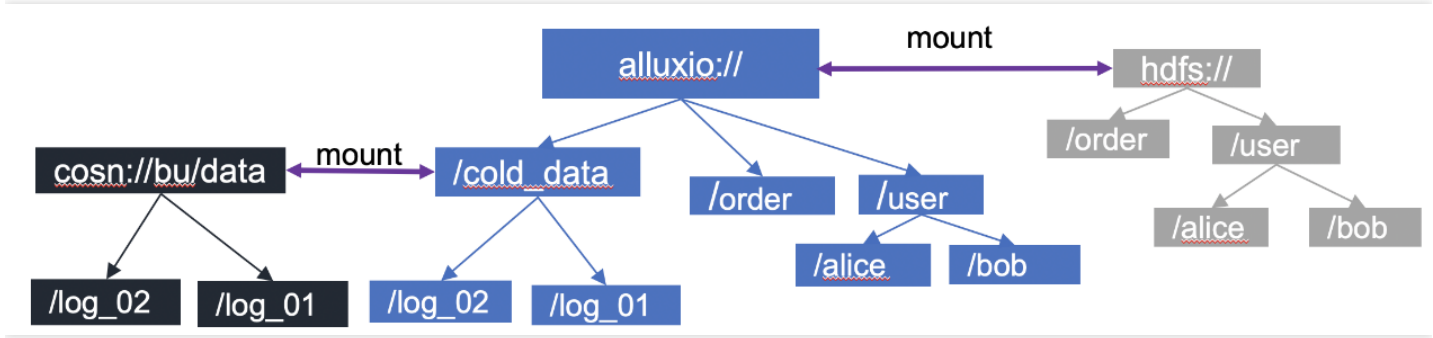 mount
alluxio://
hdfs://
/order
/user
cosn://bu/data
mount
/cold_data
/order
/user
/alice
/bob
/alice
/bob
/log_02
/log_01
/log_02
/log_01